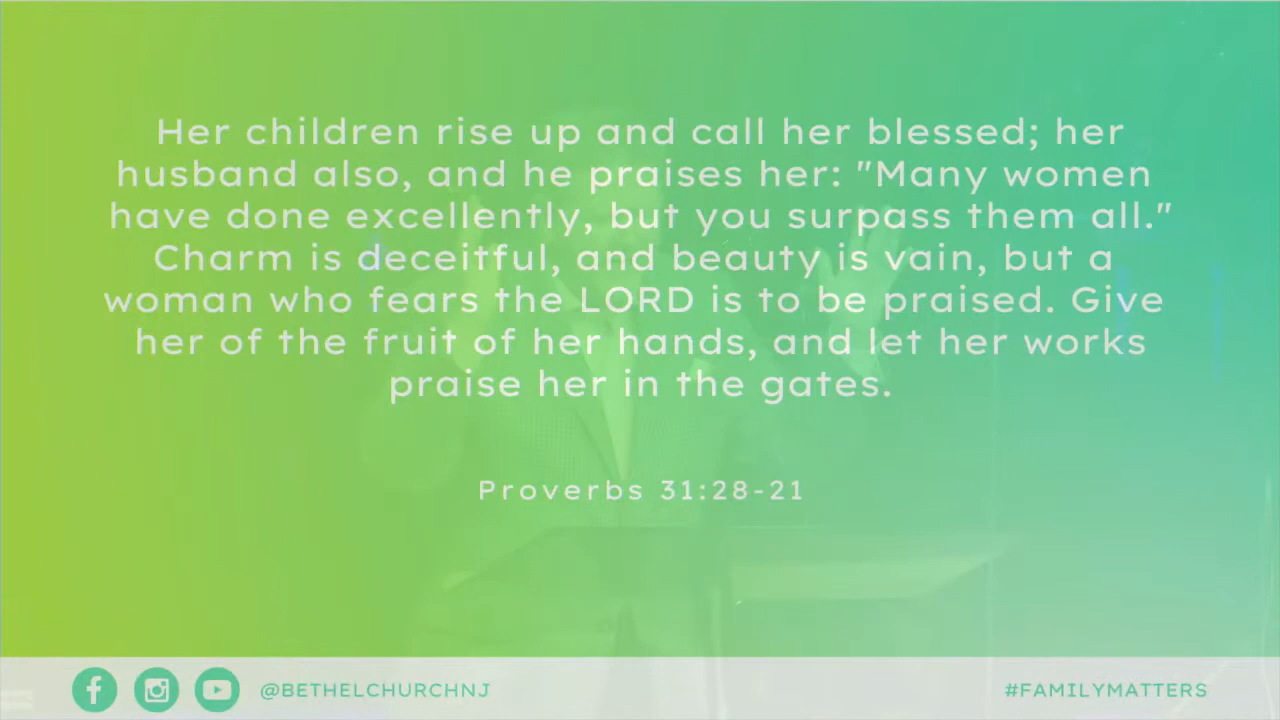 Her children rise up and call her blessed; her
husband also, and he praises her: "Many women
have done excellently, but you surpass them all."
Charm is deceitful, and beauty is vain, but a
woman who fears the LORD is to be praised. Give
her of the fruit of her hands, and let her works
praise her in the gates.
Proverbs 31:28-21
@BETHELCHURCHNJ
#FAMILYMATTERS